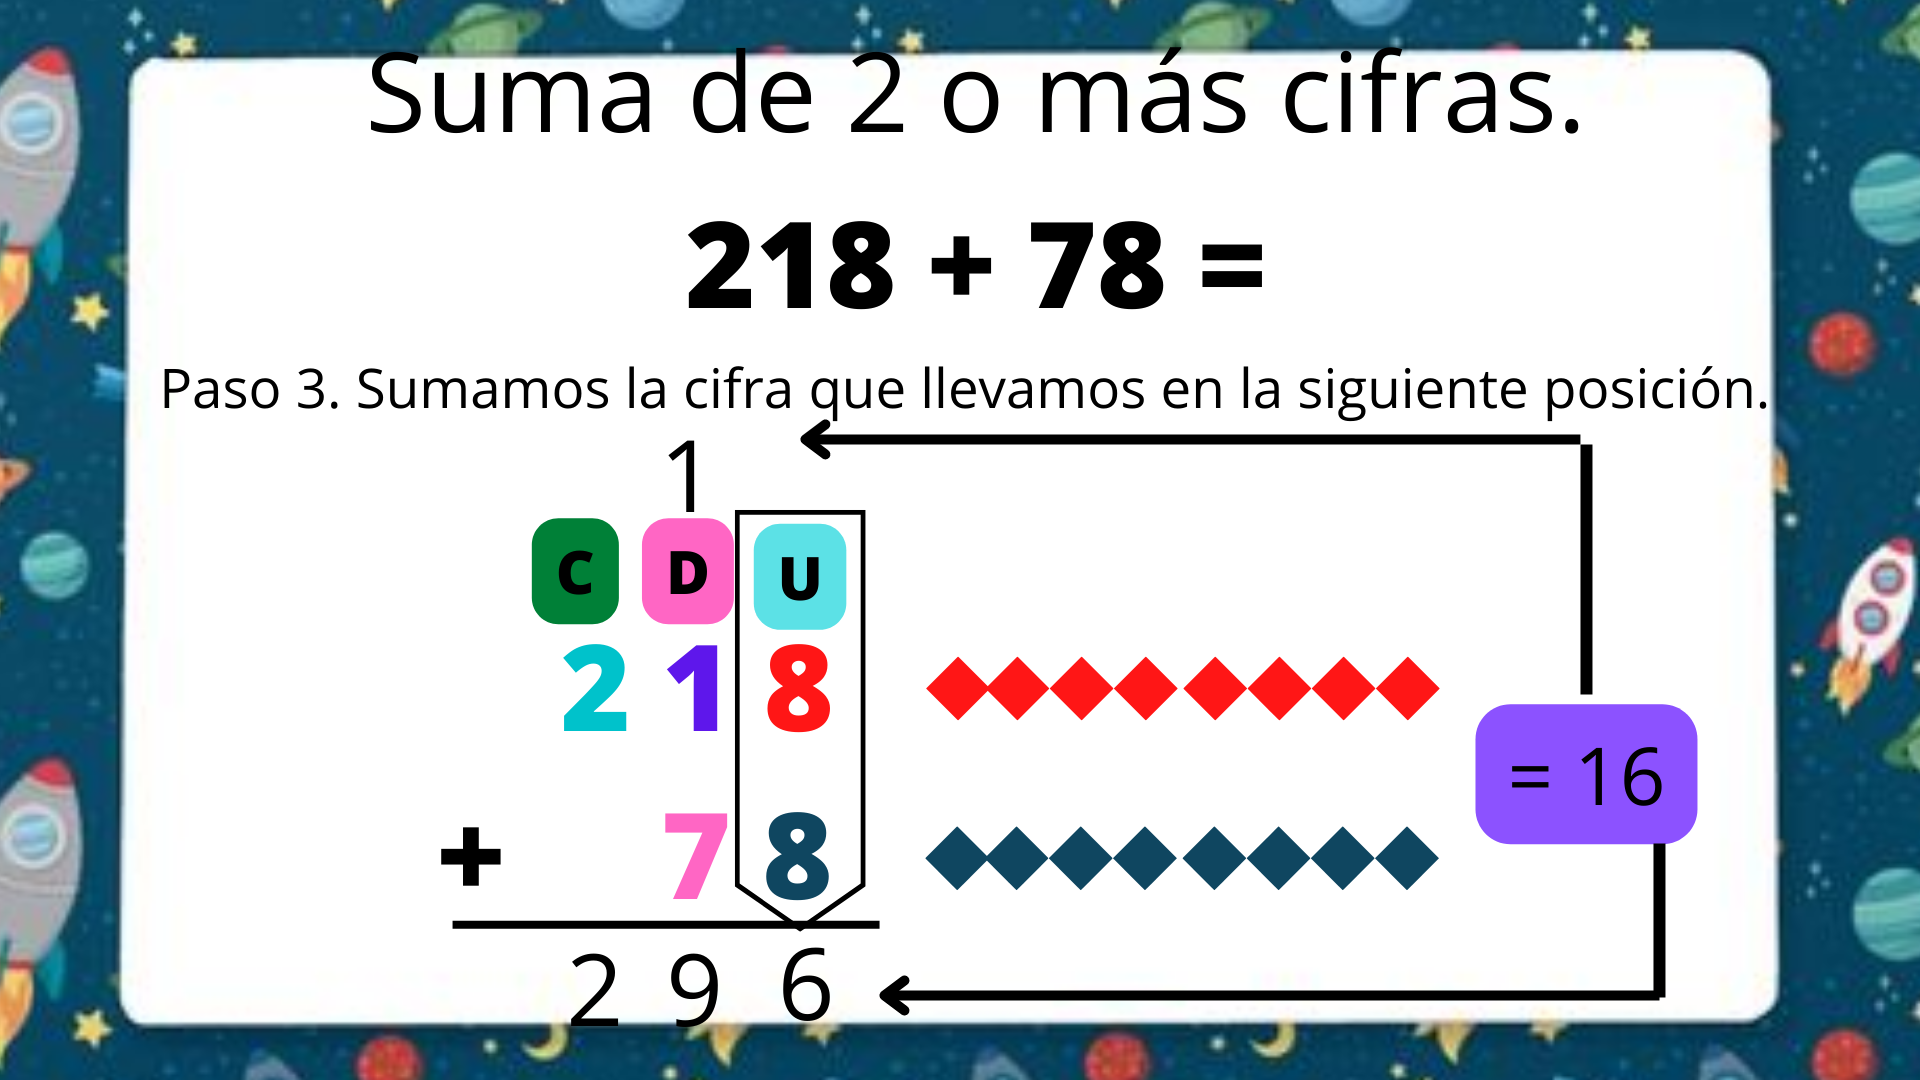 Suma de 2 o más cifras.
218 + 78 =
Paso 3. Sumamos la cifra que llevamos en la siguiente posición.
1
C D U
2 1 8
= 16
+ 7 8
2 9 6